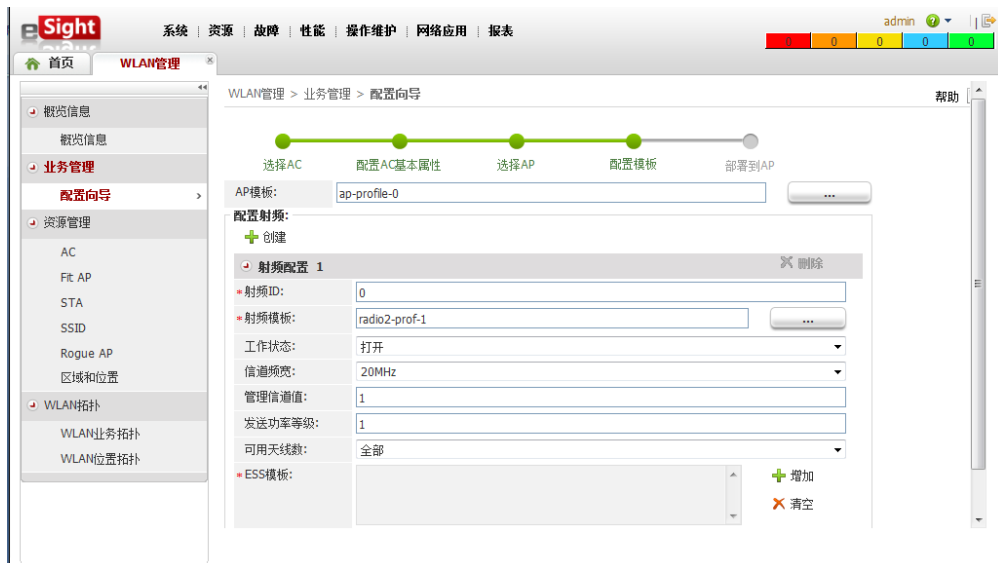 eSight
系统 | 资源 | 故障 | 性能 | 操作维护 | 网络应用 | 报表
admin
0 0 0 0 0
首页 WLAN管理
WLAN管理 > 业务管理 > 配置向导
帮助
概览信息
概览信息
业务管理
配置向导
资源管理
AC
Fit AP
STA
SSID
Rogue AP
区域和位置
WLAN拓扑
WLAN业务拓扑
WLAN位置拓扑
选择AC 配置AC基本属性 选择AP 配置模板 部署到AP
AP模板: ap-profile-0 ...
配置射频:
创建
射频配置 1 删除
*射频ID: 0
*射频模板: radio2-prof-1 ...
工作状态: 打开
信道频宽: 20MHz
管理信道值: 1
发送功率等级: 1
可用天线数: 全部
*ESS模板: 增加
清空